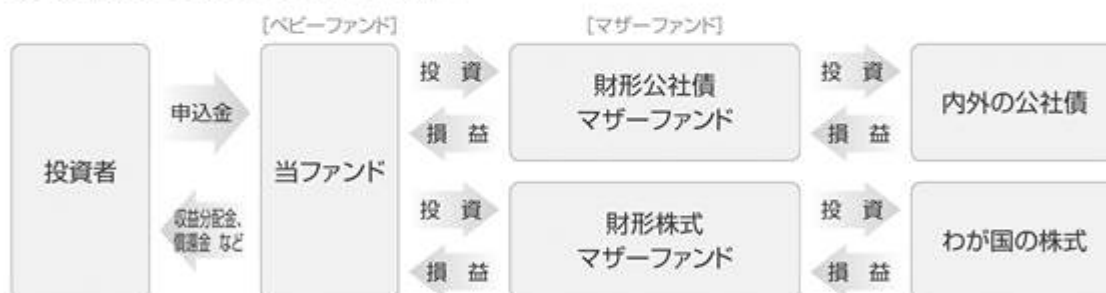 [ベビーファンド]
[マザーファンド]
投資者
申込金
収益分配金、
償還金 など
当ファンド
投 資
損 益
財形公社債
マザーファンド
投 資
損 益
内外の公社債
投 資
損 益
財形株式
マザーファンド
投 資
損 益
わが国の株式